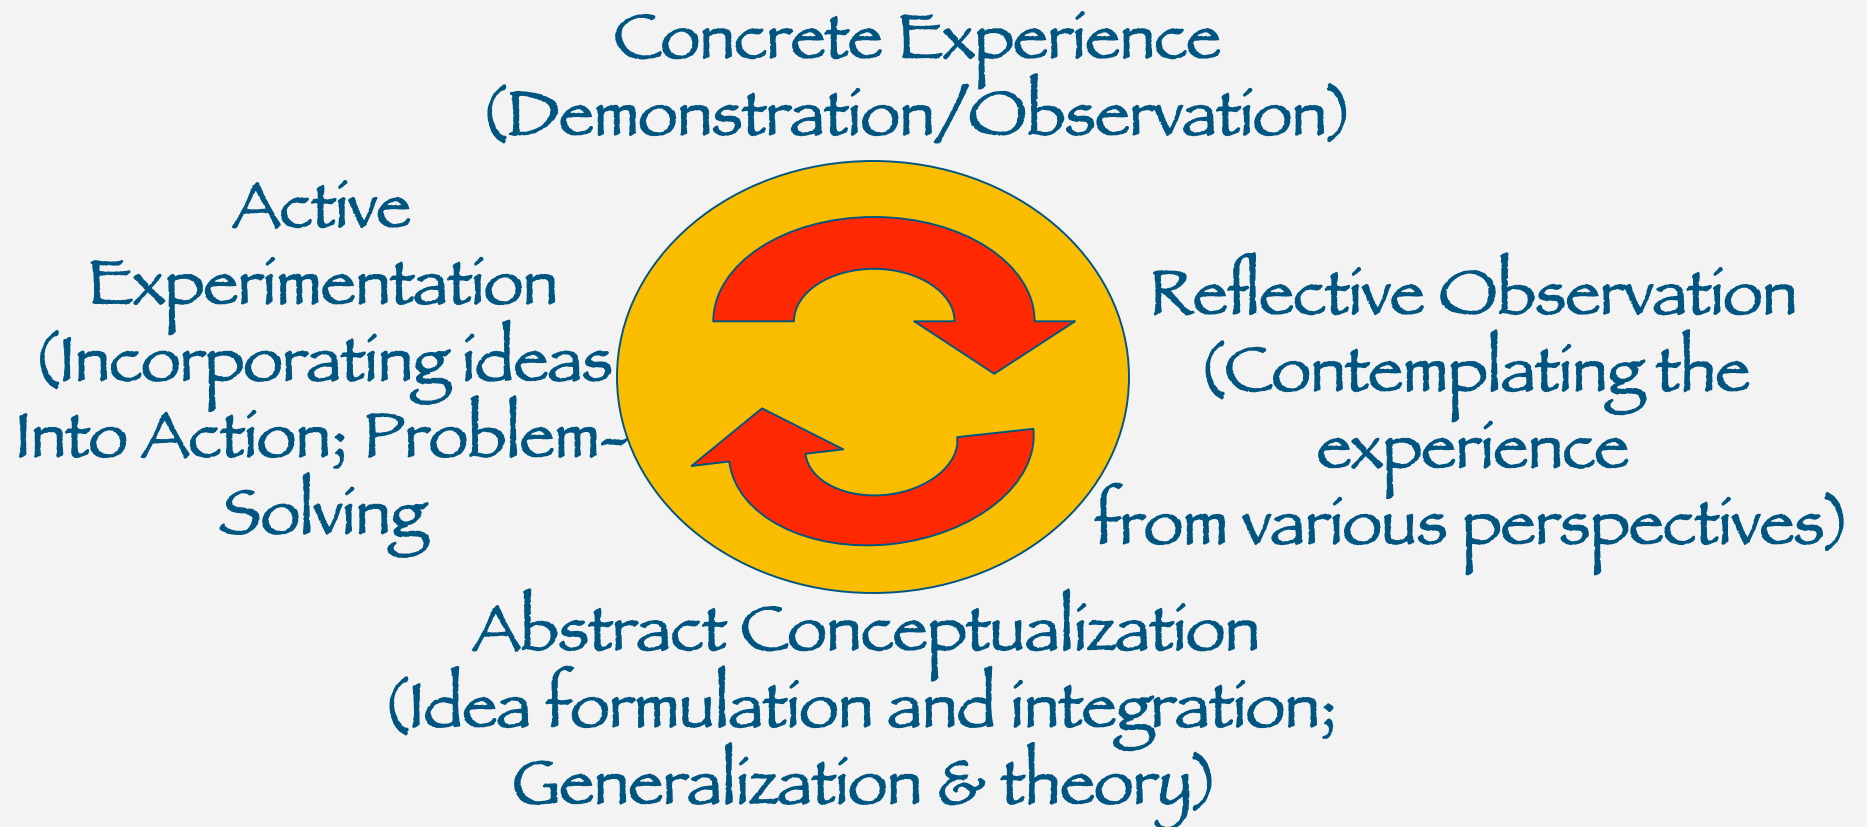 Concrete Experience
(Demonstration/Observation)
Active
Experimentation
(Incorporating ideas
Into Action; Problem-
Solving
Reflective Observation
(Contemplating the
experience
from various perspectives)
Abstract Conceptualization
(Idea formulation and integration;
Generalization & theory)